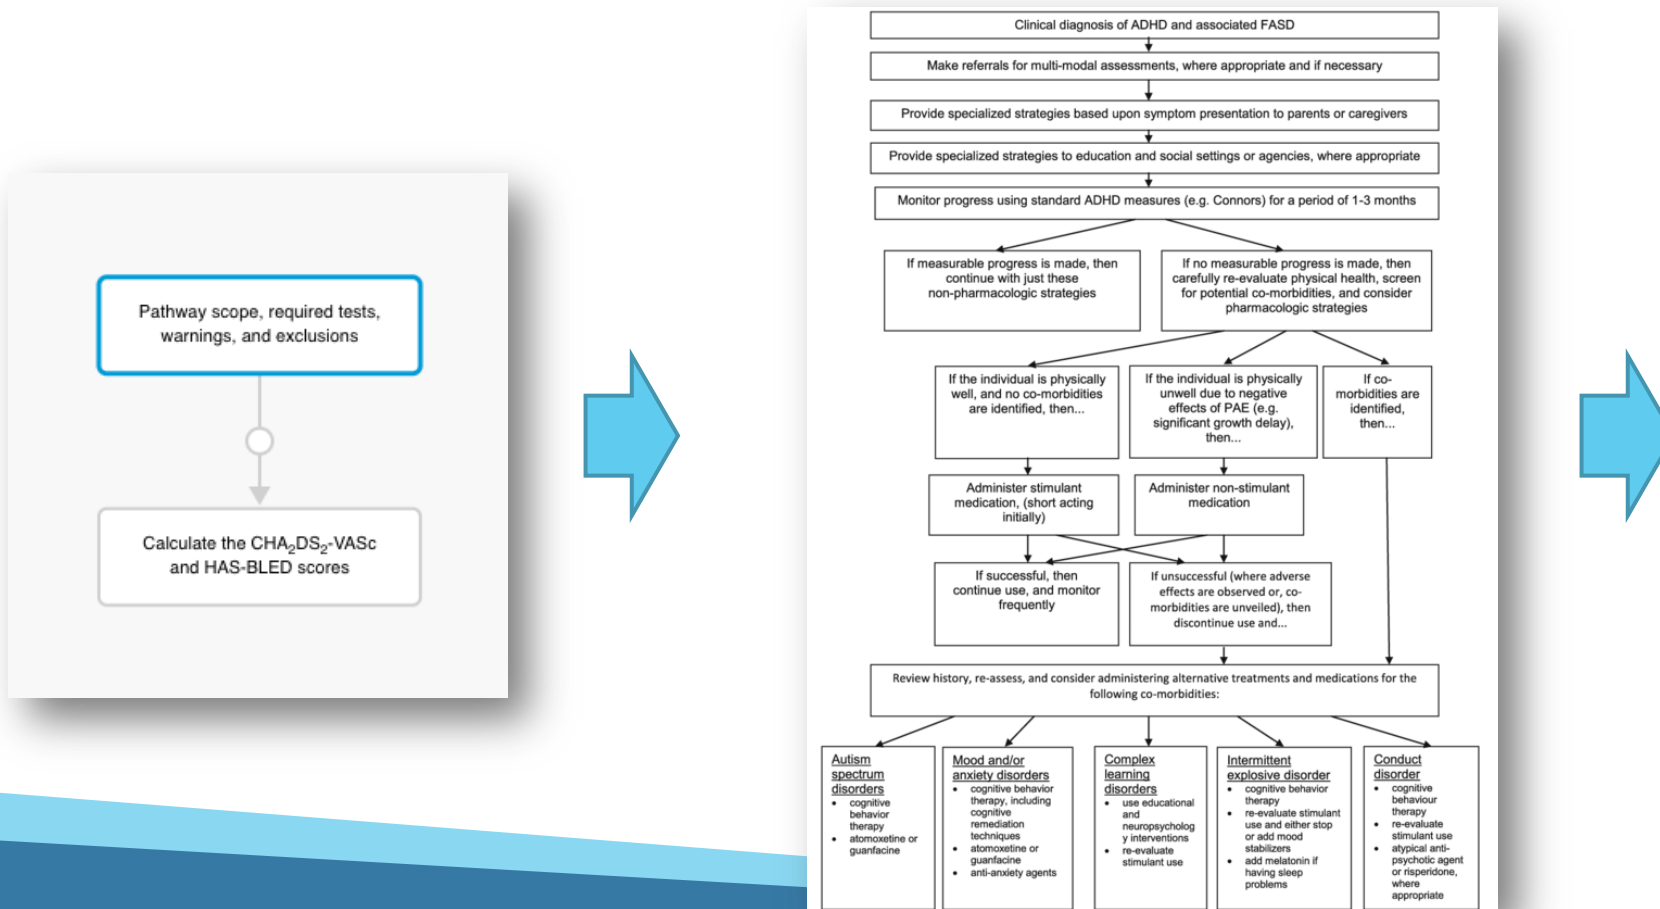 Pathway scope, required tests,
warnings, and exclusions
Calculate the CHA₂DS₂-VASc
and HAS-BLED scores
Clinical diagnosis of ADHD and associated FASD
Make referrals for multi-modal assessments, where appropriate and if necessary
Provide specialized strategies based upon symptom presentation to parents or caregivers
Provide specialized strategies to education and social settings or agencies, where appropriate
Monitor progress using standard ADHD measures (e.g. Connors) for a period of 1-3 months
If measurable progress is made, then
continue with just these
non-pharmacologic strategies
If no measurable progress is made, then
carefully re-evaluate physical health, screen
for potential co-morbidities, and consider
pharmacologic strategies
If the individual is physically
well, and no co-morbidities
are identified, then...
If the individual is physically
unwell due to negative
effects of PAE (e.g.
significant growth delay),
then...
If co-
morbidities are
identified,
then...
Administer stimulant
medication, (short acting
initially)
Administer non-stimulant
medication
If successful, then
continue use, and monitor
frequently
If unsuccessful (where adverse
effects are observed or, co-
morbidities are unveiled), then
discontinue use and...
Review history, re-assess, and consider administering alternative treatments and medications for the
following co-morbidities:
Autism
spectrum
disorders
• cognitive
behavior
therapy
• atomoxetine or
guanfacine
Mood and/or
anxiety disorders
• cognitive behavior
therapy, including
cognitive
remediation
techniques
• atomoxetine or
guanfacine
• anti-anxiety agents
Complex
learning
disorders
• use educational
and
neuropsycholog
y interventions
• re-evaluate
stimulant use
Intermittent
explosive disorder
• cognitive behavior
therapy
• re-evaluate stimulant
use and either stop
or add mood
stabilizers
• add melatonin if
having sleep
problems
Conduct
disorder
• cognitive
behaviour
therapy
• re-evaluate
stimulant use
• atypical anti-
psychotic agent
or risperidone,
where
appropriate